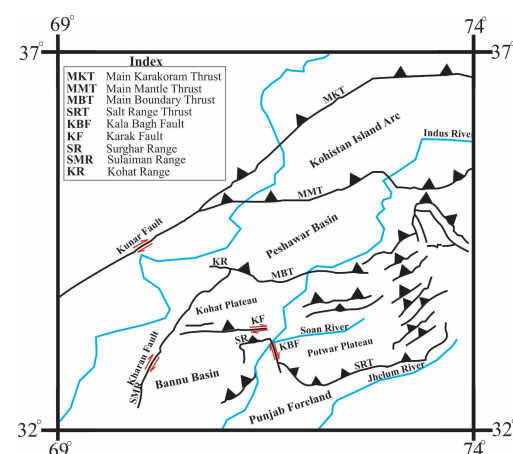 69°
74°
37°
37°
Index
MKT Main Karakoram Thrust
MMT Main Mantle Thrust
MBT Main Boundary Thrust
SRT Salt Range Thrust
KBF Kala Bagh Fault
KF Karak Fault
SR Surghar Range
SMR Sulaiman Range
KR Kohat Range
MKT
Kohistan Island Arc
Indus River
MMT
Kunar Fault
Peshawar Basin
KR
MBT
Kohat Plateau
KF
Soan River
Kharan Fault
SR
KBF
Potwar Plateau
Bannu Basin
SRT
Jhelum River
SMR
Punjab Foreland
32°
32°
69°
74°